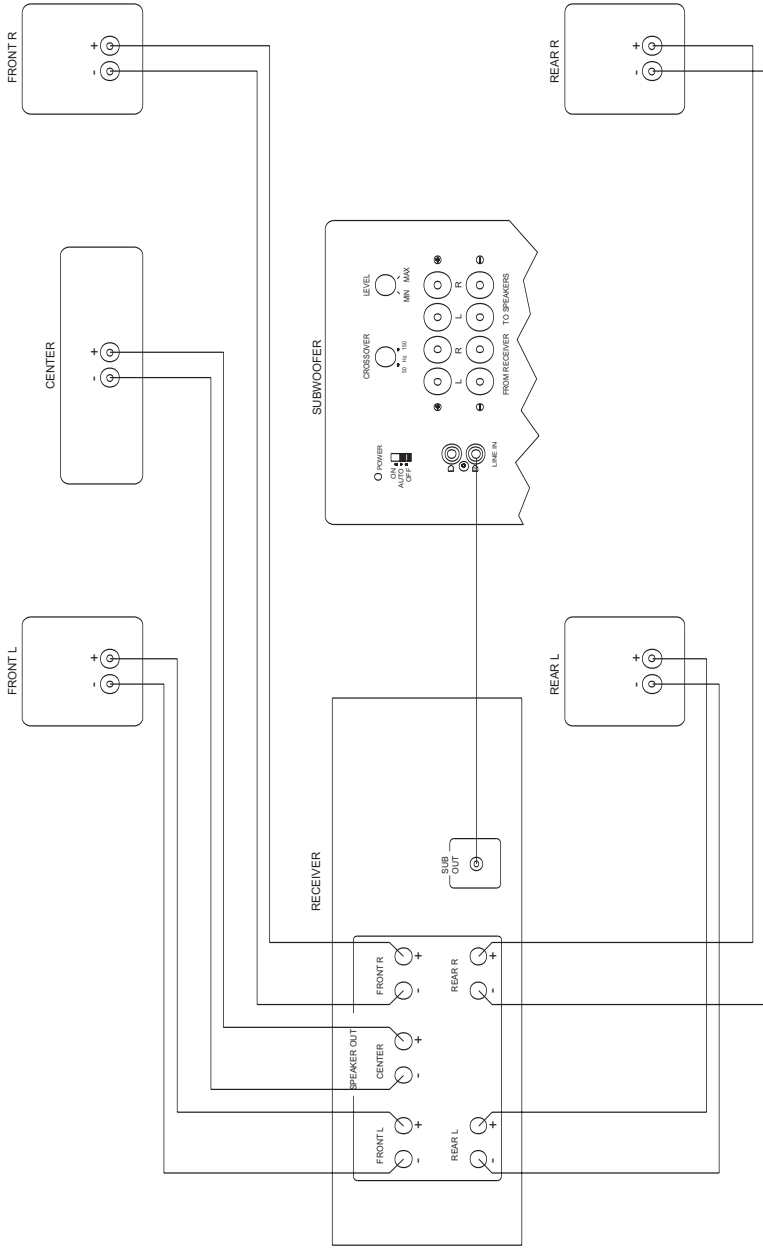 FRONT L
- +
CENTER
- +
FRONT R
- +
RECEIVER
SPEAKER OUT
FRONT L
- +
CENTER
- +
FRONT R
- +
REAR L
- +
REAR R
- +
SUB
OUT
SUBWOOFER
POWER
ON
AUTO
OFF
CROSSOVER
50 Hz 150
LEVEL
MIN MAX
+ +
L R L R
- -
LINE IN
FROM RECEIVER TO SPEAKERS
REAR L
- +
REAR R
- +